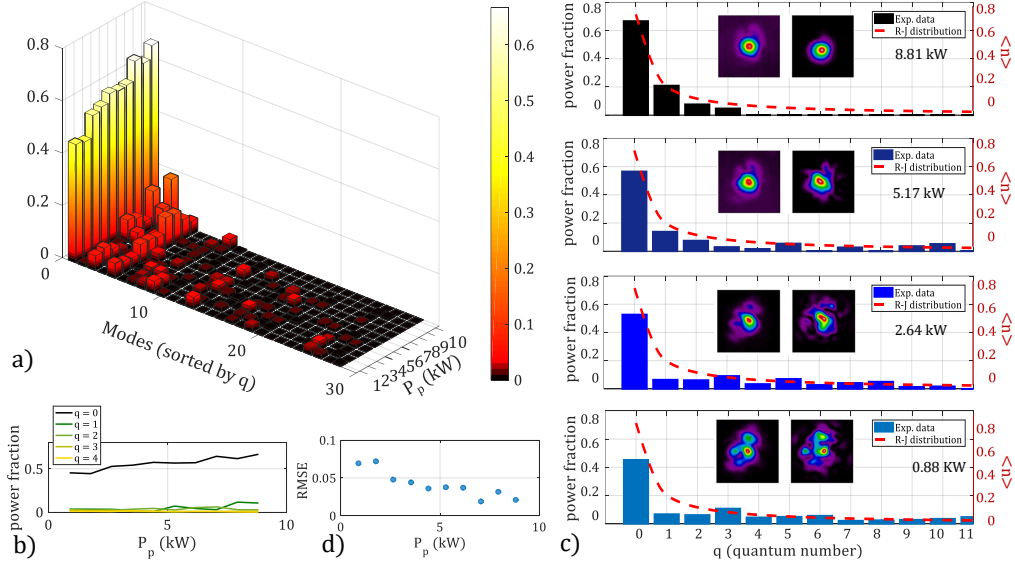 a)
0.8
0.6
0.4
0.2
0
0
10
20
30
Modes (sorted by q)
12345678910
P_p (kW)
0.6
0.5
0.4
0.3
0.2
0.1
0
b)
q = 0
q = 1
q = 2
q = 3
q = 4
power fraction
0.5
0
0
5
10
P_p (kW)
d)
RMSE
0.1
0.05
0
0
5
10
P_p (kW)
c)
power fraction
0.8
0.6
0.4
0.2
0
Exp. data
R-J distribution
8.81 kW
0.8
0.6
0.4
0.2
0
<n>
power fraction
0.8
0.6
0.4
0.2
0
Exp. data
R-J distribution
5.17 kW
0.8
0.6
0.4
0.2
0
<n>
power fraction
0.8
0.6
0.4
0.2
0
Exp. data
R-J distribution
2.64 kW
0.8
0.6
0.4
0.2
0
<n>
power fraction
0.8
0.6
0.4
0.2
0
Exp. data
R-J distribution
0.88 KW
0.8
0.6
0.4
0.2
0
<n>
0 1 2 3 4 5 6 7 8 9 10 11
q (quantum number)